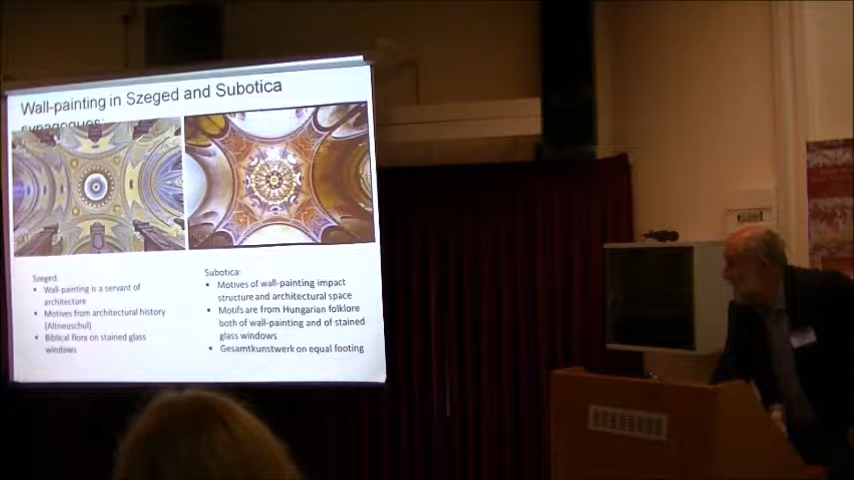 Wall-painting in Szeged and Subotica
synagogues:
Szeged:
• Wall-painting is a servant of
architecture
• Motives from architectural history
(Altneuschul)
• Biblical flora on stained glass
windows
Subotica:
• Motives of wall-painting impact
structure and architectural space
• Motifs are from Hungarian folklore
both of wall-painting and of stained
glass windows
• Gesamtkunstwerk on equal footing